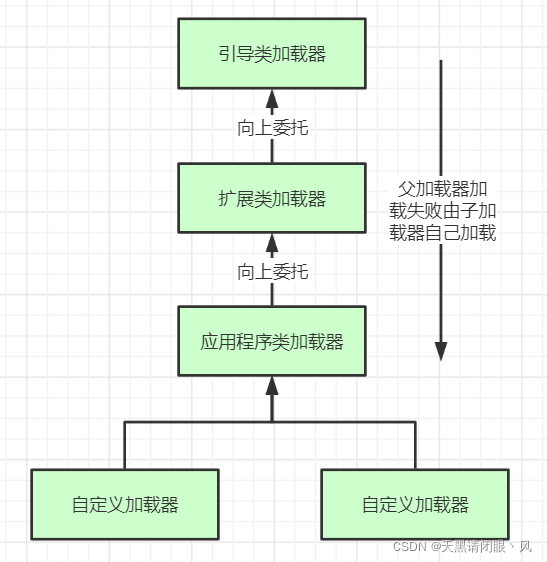 引导类加载器
向上委托
扩展类加载器
父加载器加
载失败由子加
载器自己加载
向上委托
应用程序类加载器
自定义加载器
自定义加载器
CSDN @天黑请闭眼丶风